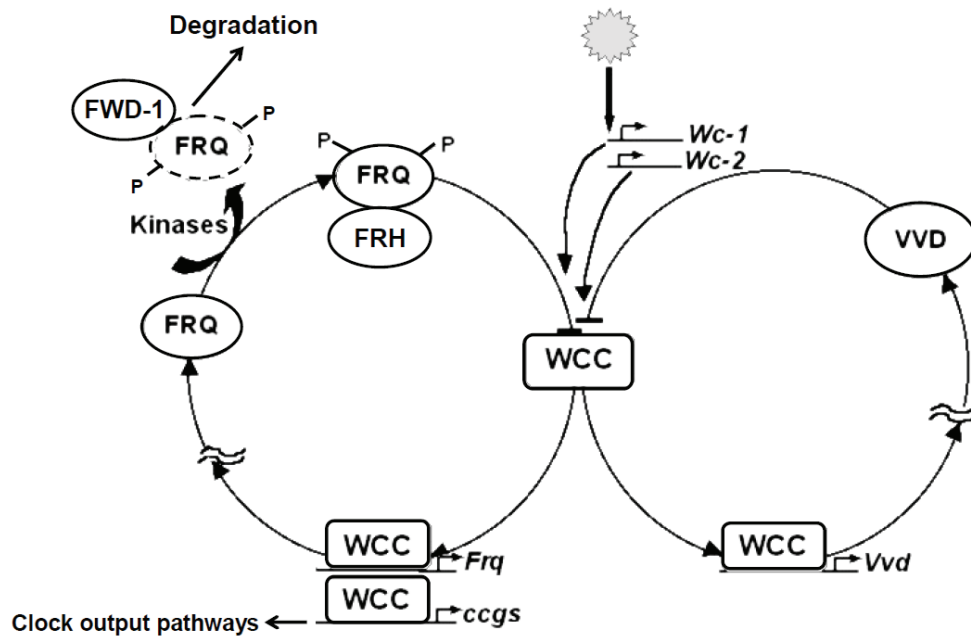 Degradation
FWD-1
P
FRQ
P
Wc-1
Wc-2
P
P
FRQ
Kinases
FRH
VVD
FRQ
WCC
WCC
Frq
WCC
Vvd
WCC
ccgs
Clock output pathways